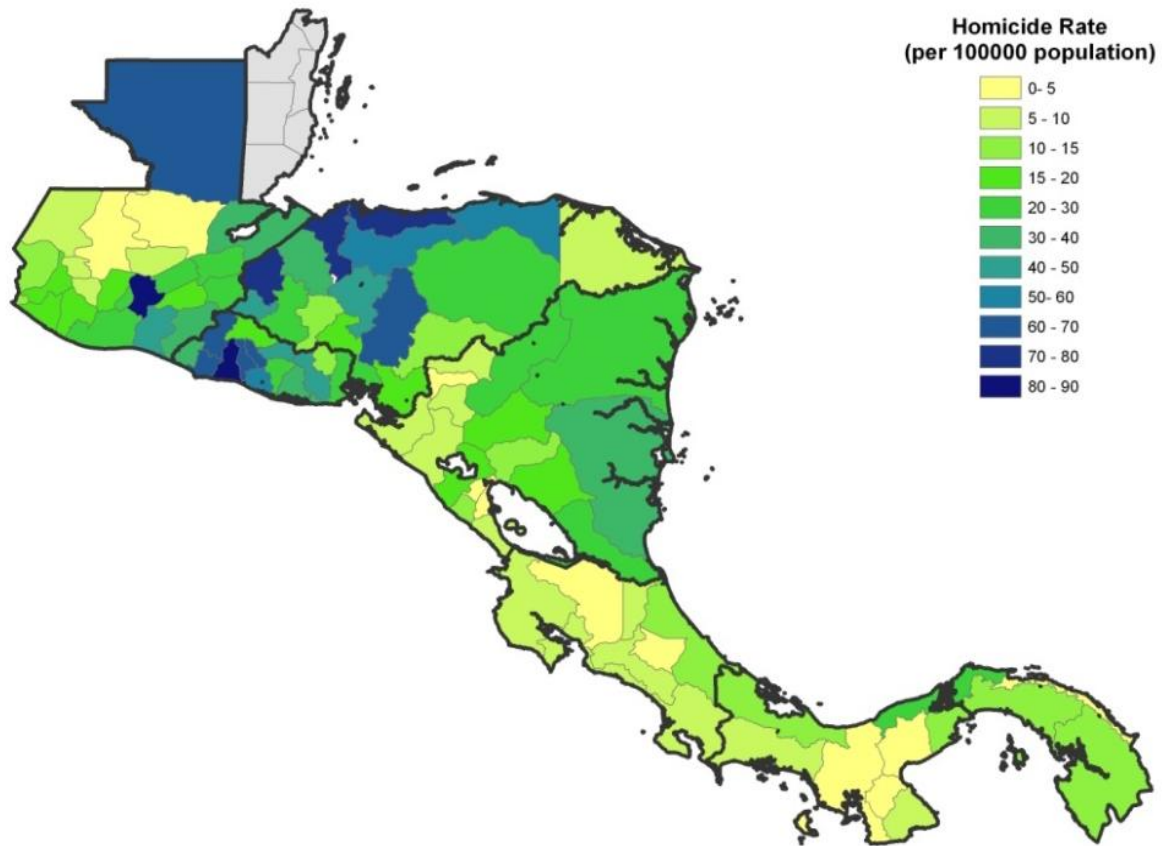 Homicide Rate
(per 100000 population)
0- 5
5 - 10
10 - 15
15 - 20
20 - 30
30 - 40
40 - 50
50- 60
60 - 70
70 - 80
80 - 90